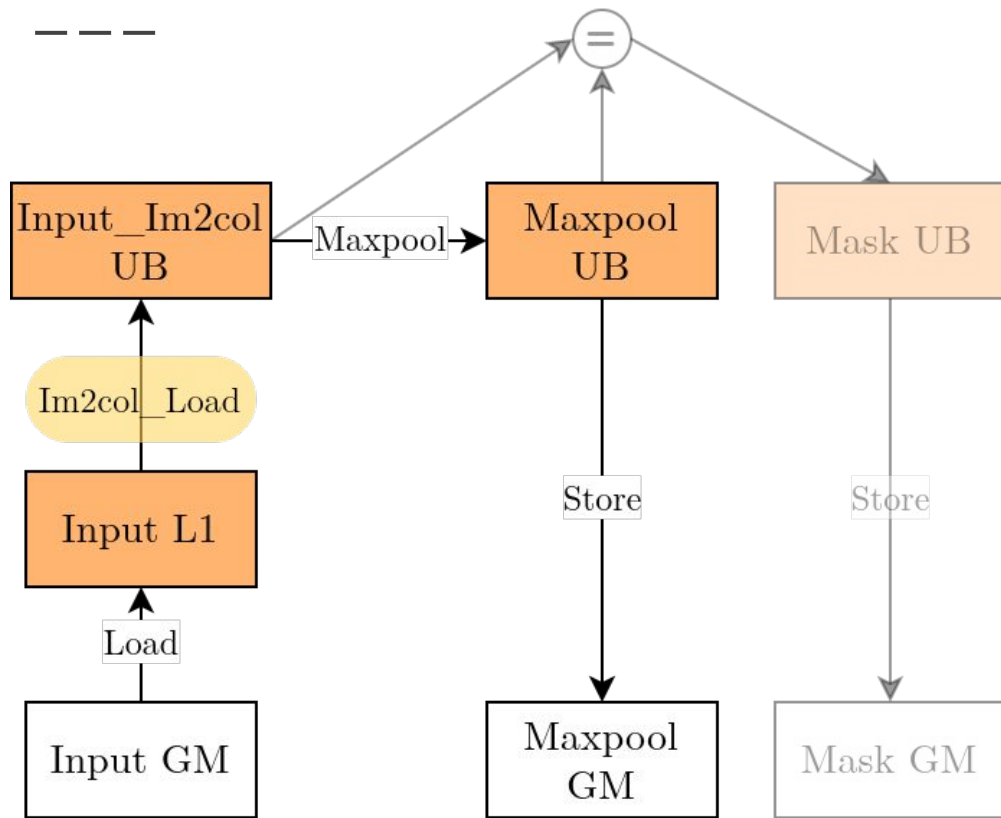 =
Input_Im2col
UB
Maxpool
Maxpool
UB
Mask UB
Im2col_Load
Input L1
Store
Store
Load
Input GM
Maxpool
GM
Mask GM